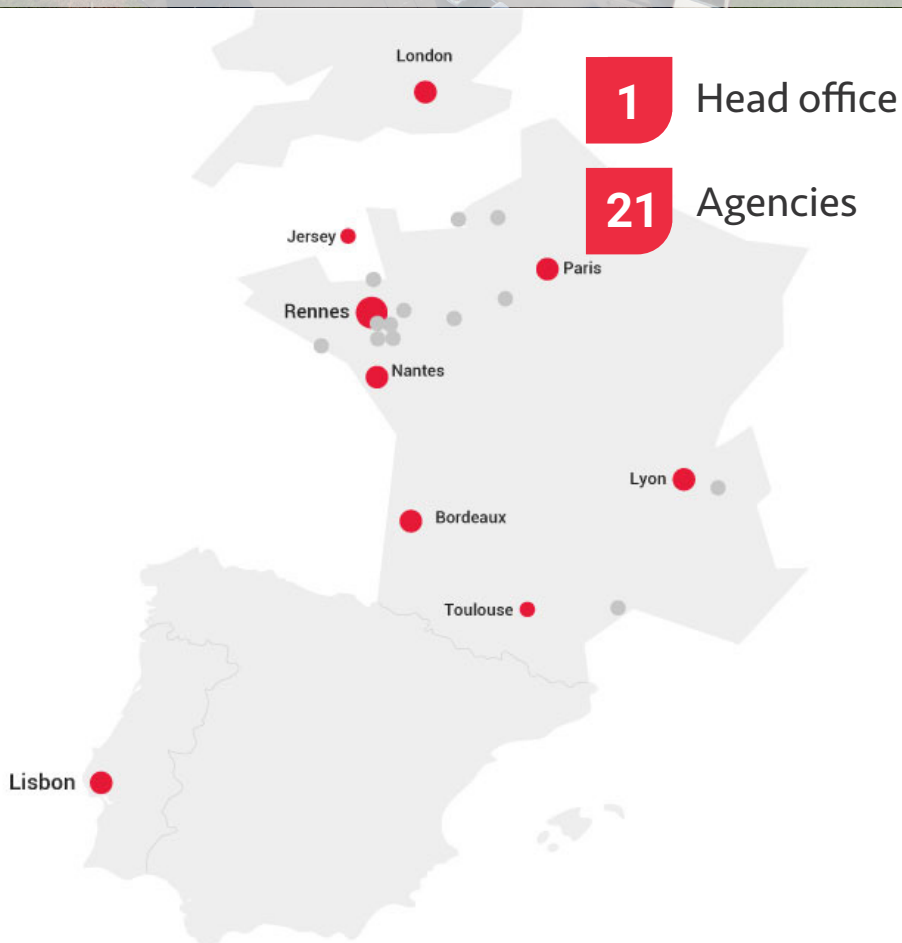 London
1 Head office
21 Agencies
Jersey
Paris
Rennes
Nantes
Lyon
Bordeaux
Toulouse
Lisbon